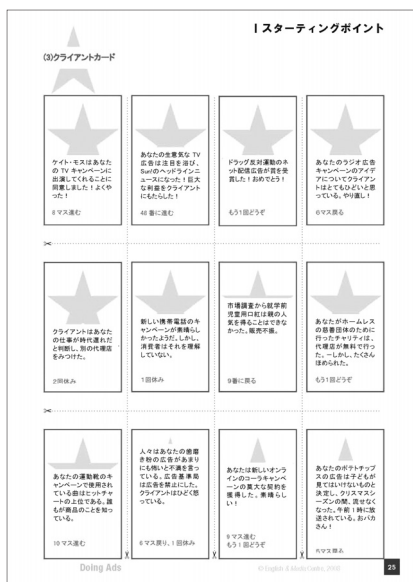 1 スターティングポイント
(3)クライアントカード
ケイト・モスはあなた
の TV キャンペーンに
出演してくれることに
同意しました！よくや
った！
8 マス進む
あなたの生意気な TV
広告は注目を浴び、
Sun!のヘッドラインニ
ュースになった！巨大
な利益をクライアント
にもたらした！
48 番に進む
ドラッグ反対運動のネ
ット配信広告が賞を受
賞した！おめでとう！
もう1回どうぞ
あなたのラジオ広告
キャンペーンのアイデ
アについてクライアン
トはとてもひどいと思
っている。やり直し！
6マス戻る
クライアントはあなた
の仕事が時代遅れだ
と判断し、別の代理店
をみつけた。
2回休み
新しい携帯電話のキ
ャンペーンが素晴らし
かったようだ。しかし、
消費者はそれを理解
していない。
1回休み
市場調査から就学前
児童用口紅は親の人
気を得ることはできな
かった。販売不振。
9番に戻る
あなたがホームレス
の慈善団体のために
行ったチャリティは、
代理店が無料で行っ
た、－しかし、たくさん
ほめられた。
もう1回どうぞ
あなたの運動靴のキ
ャンペーンで使用され
ている曲はヒットチャ
ートの上位である。誰
もが商品のことを知っ
ている。
10 マス進む
人々はあなたの歯磨
き粉の広告があまり
にも怖いと不満を言っ
ている。広告基準局
は広告を禁止にした。
クライアントはひどく怒
っている。
8 マス戻り、1 回休み
あなたは新しいオンラ
インのコーラキャンペ
ーンの莫大な契約を
獲得した。素晴らし
い！
9 マス進む
もう 1 回どうぞ
あなたのポテトチップ
スの広告は子どもが
見てはいけないものと
決定し、クリスマスシ
ーズンの間、流せなく
なった。午前 1 時に放
送されている。おバカ
さん！
5マス戻る
Doing Ads
© English & Media Centre, 2008
25